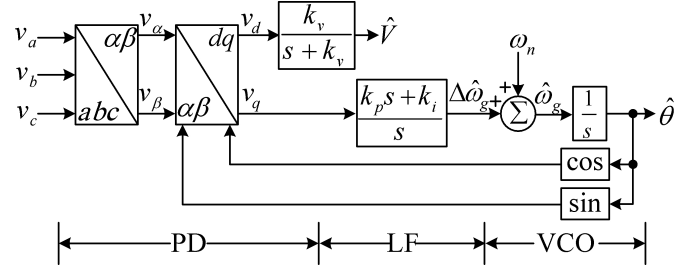 v_a
v_b
v_c
αβ
abc
v_α
v_β
dq
αβ
v_d
v_q
k_v
s + k_v
V̂
k_p s + k_i
s
Δω̂_g
+
+
ω_n
Σ
ω̂_g
1
s
θ̂
cos
sin
PD
LF
VCO